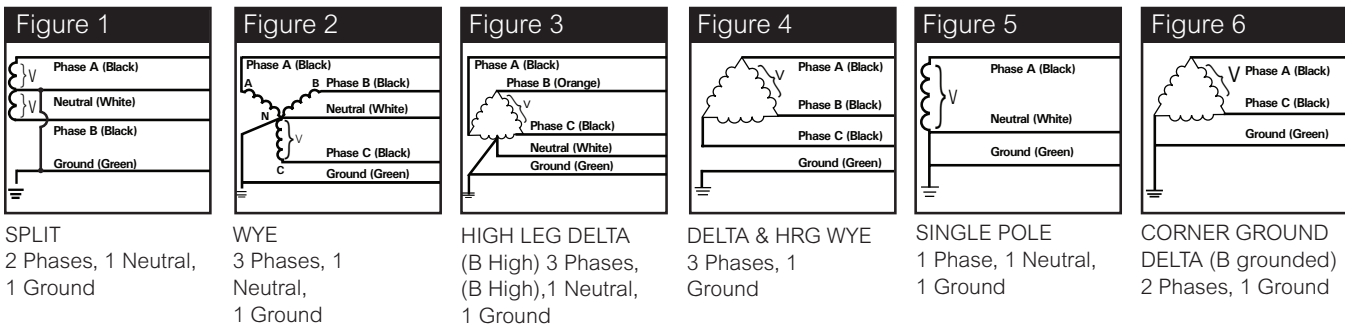 Figure 1
V
Phase A (Black)
V
Neutral (White)
Phase B (Black)
Ground (Green)
SPLIT
2 Phases, 1 Neutral,
1 Ground
Figure 2
Phase A (Black)
A
B
Phase B (Black)
Neutral (White)
N
V
Phase C (Black)
C
Ground (Green)
WYE
3 Phases, 1
Neutral,
1 Ground
Figure 3
Phase A (Black)
Phase B (Orange)
V
Phase C (Black)
Neutral (White)
Ground (Green)
HIGH LEG DELTA
(B High) 3 Phases,
(B High),1 Neutral,
1 Ground
Figure 4
V
Phase A (Black)
Phase B (Black)
Phase C (Black)
Ground (Green)
DELTA & HRG WYE
3 Phases, 1
Ground
Figure 5
Phase A (Black)
V
Neutral (White)
Ground (Green)
SINGLE POLE
1 Phase, 1 Neutral,
1 Ground
Figure 6
V
Phase A (Black)
Phase C (Black)
Ground (Green)
CORNER GROUND
DELTA (B grounded)
2 Phases, 1 Ground